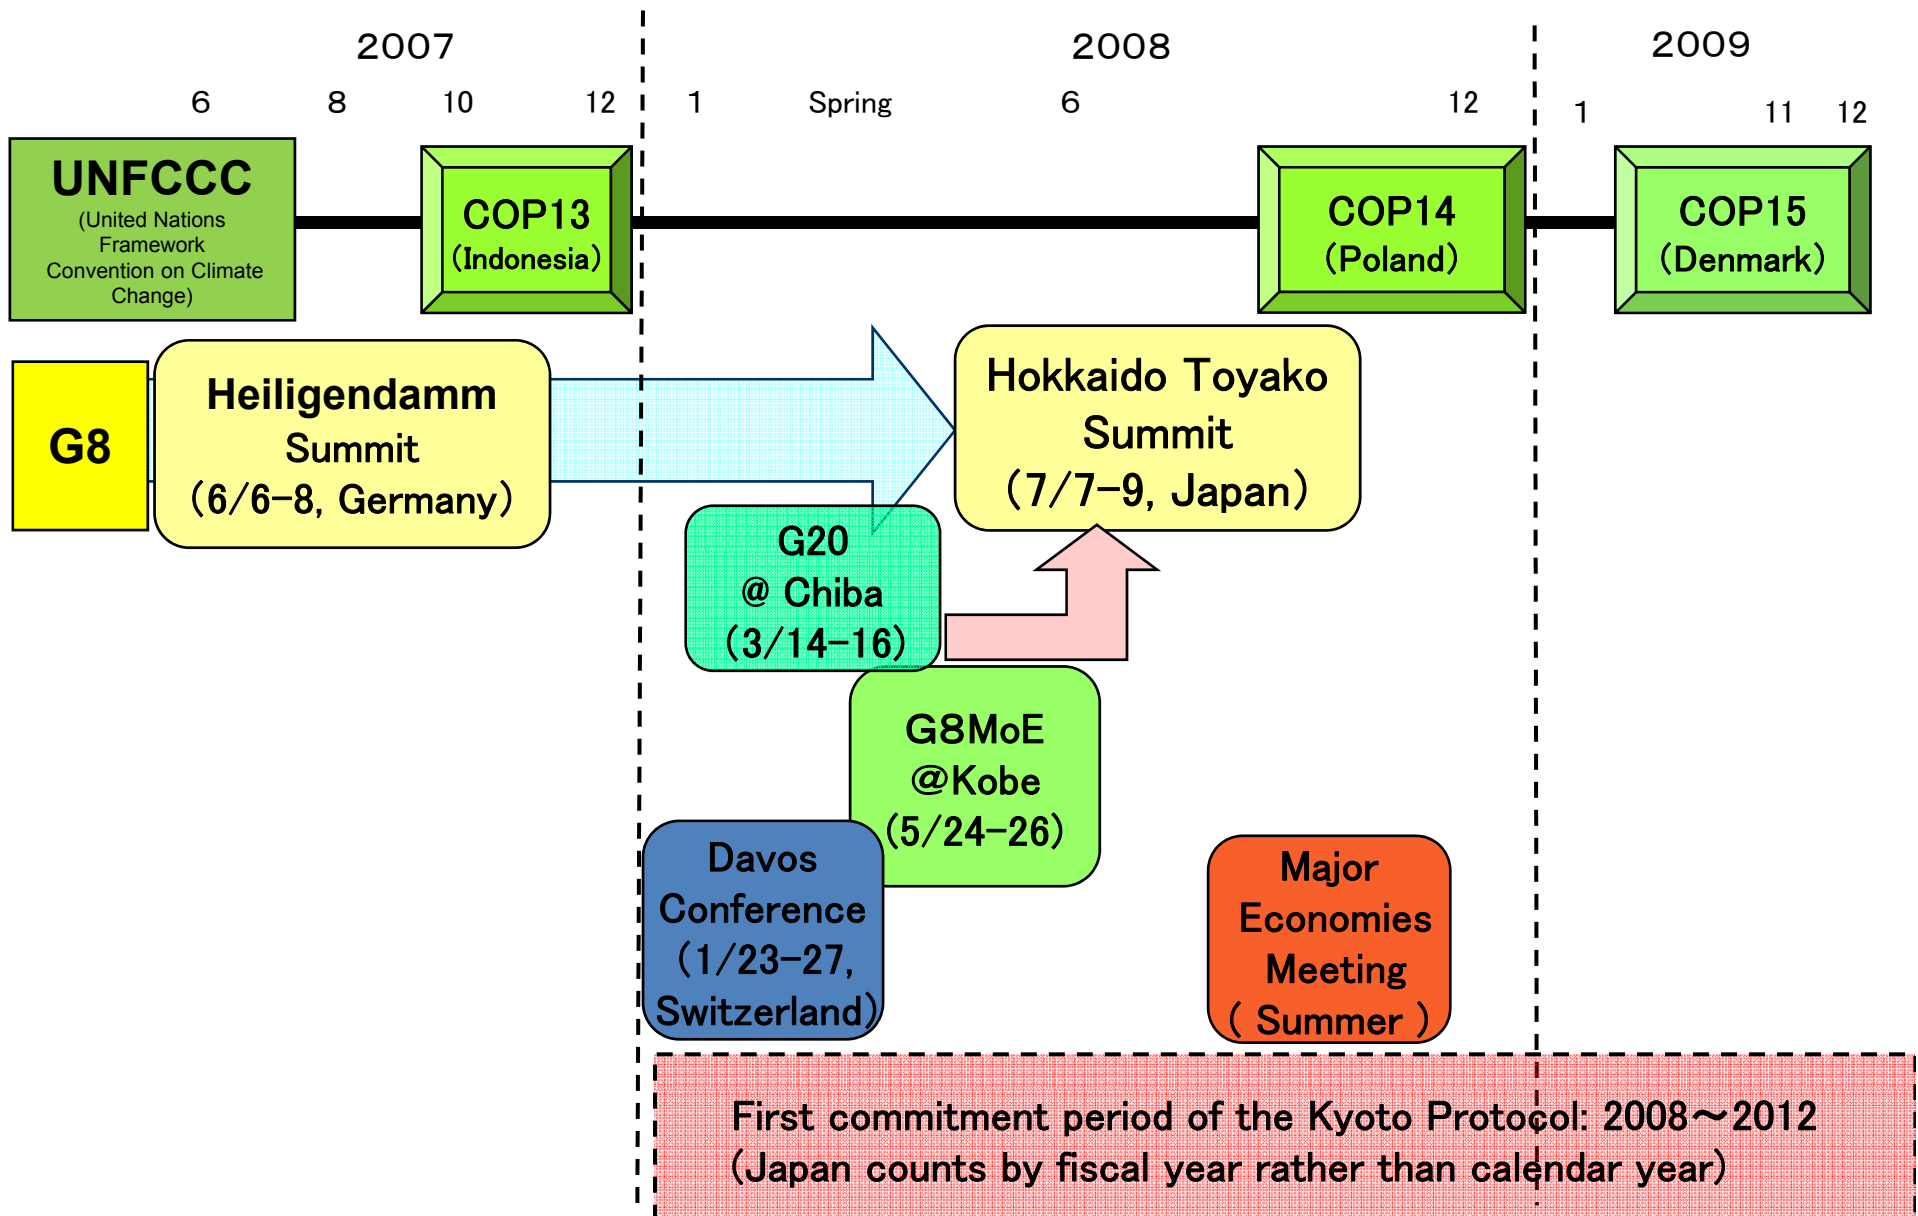 2007
2008
2009
6
8
10
12
1
Spring
6
12
1
11
12
UNFCCC
(United Nations
Framework
Convention on Climate
Change)
COP13
(Indonesia)
COP14
(Poland)
COP15
(Denmark)
G8
Heiligendamm
Summit
(6/6-8, Germany)
Hokkaido Toyako
Summit
(7/7-9, Japan)
G20
@ Chiba
(3/14-16)
G8MoE
@Kobe
(5/24-26)
Davos
Conference
(1/23-27,
Switzerland)
Major
Economies
Meeting
( Summer )
First commitment period of the Kyoto Protocol: 2008～2012
(Japan counts by fiscal year rather than calendar year)